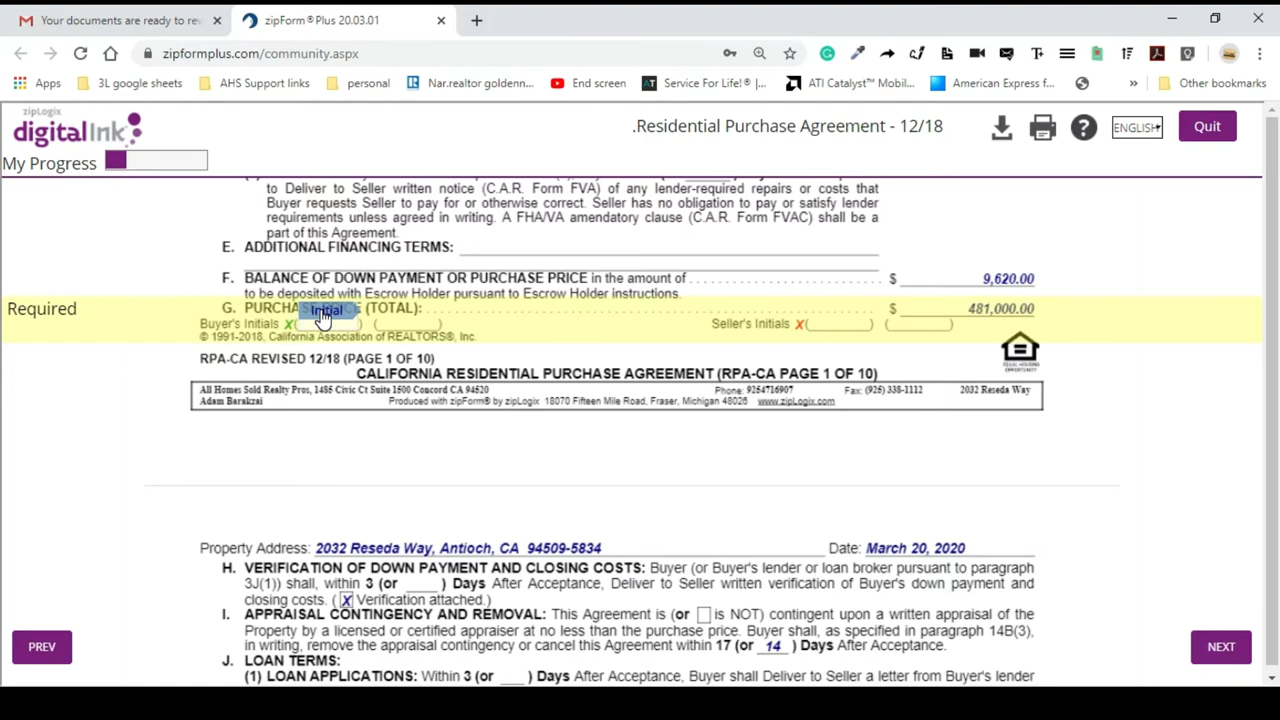 Your documents are ready to rev
zipForm®Plus 20.03.01
zipformplus.com/community.aspx
Apps
3L google sheets
AHS Support links
personal
Nar.realtor goldenn...
End screen
Service For Life!® |...
ATI Catalyst™ Mobil...
American Express f...
Other bookmarks
zipLogix
digitalInk
.Residential Purchase Agreement - 12/18
ENGLISH
Quit
My Progress
to Deliver to Seller written notice (C.A.R. Form FVA) of any lender-required repairs or costs that
Buyer requests Seller to pay for or otherwise correct. Seller has no obligation to pay or satisfy lender
requirements unless agreed in writing. A FHA/VA amendatory clause (C.A.R. Form FVAC) shall be
part of this Agreement.
E. ADDITIONAL FINANCING TERMS:
F. BALANCE OF DOWN PAYMENT OR PURCHASE PRICE in the amount of . . . . . . . . . . . . . . . . . . . $ 9,620.00
to be deposited with Escrow Holder pursuant to Escrow Holder instructions.
Required
G. PURCHAS Initial CE (TOTAL): . . . . . . . . . . . . . . . . . . . $ 481,000.00
Buyer's Initials X( ) ( ) Seller's Initials X( ) ( )
© 1991-2018, California Association of REALTORS®, Inc.
RPA-CA REVISED 12/18 (PAGE 1 OF 10)
EQUAL HOUSING OPPORTUNITY
CALIFORNIA RESIDENTIAL PURCHASE AGREEMENT (RPA-CA PAGE 1 OF 10)
All Homes Sold Realty Pros, 1485 Civic Ct Suite 1500 Concord CA 94520 Phone: 9254716907 Fax: (925) 338-1112 2032 Reseda Way
Adam Barakzai Produced with zipForm® by zipLogix 18070 Fifteen Mile Road, Fraser, Michigan 48026 www.zipLogix.com
Property Address: 2032 Reseda Way, Antioch, CA 94509-5834 Date: March 20, 2020
H. VERIFICATION OF DOWN PAYMENT AND CLOSING COSTS: Buyer (or Buyer's lender or loan broker pursuant to paragraph
3J(1)) shall, within 3 (or ____ ) Days After Acceptance, Deliver to Seller written verification of Buyer's down payment and
closing costs. ( X Verification attached.)
I. APPRAISAL CONTINGENCY AND REMOVAL: This Agreement is (or is NOT) contingent upon a written appraisal of the
Property by a licensed or certified appraiser at no less than the purchase price. Buyer shall, as specified in paragraph 14B(3),
in writing, remove the appraisal contingency or cancel this Agreement within 17 (or 14 ) Days After Acceptance.
J. LOAN TERMS:
(1) LOAN APPLICATIONS: Within 3 (or ___ ) Days After Acceptance, Buyer shall Deliver to Seller a letter from Buyer's lender
PREV
NEXT